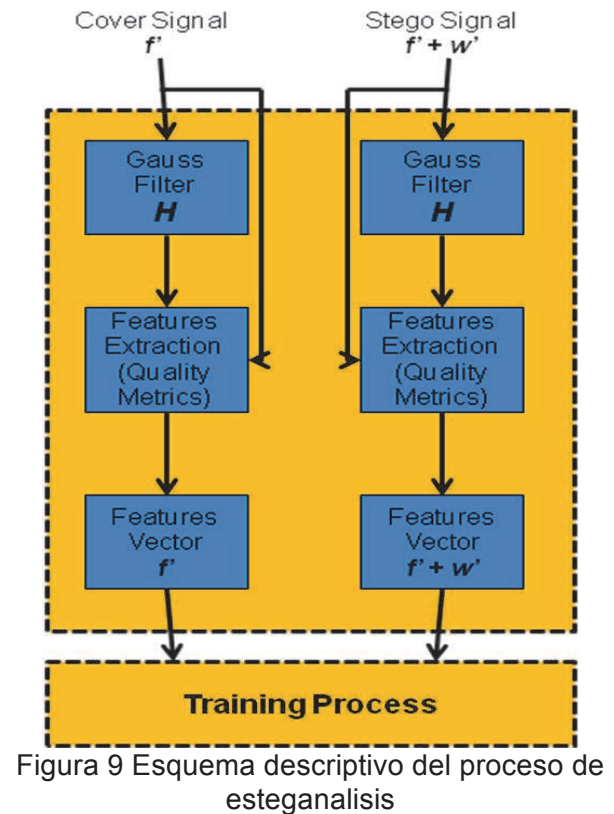 Cover Signal
f'
Stego Signal
f' + w'
Gauss
Filter
H
Gauss
Filter
H
Features
Extraction
(Quality
Metrics)
Features
Extraction
(Quality
Metrics)
Features
Vector
f'
Features
Vector
f' + w'
Training Process
Figura 9 Esquema descriptivo del proceso de
esteganalisis